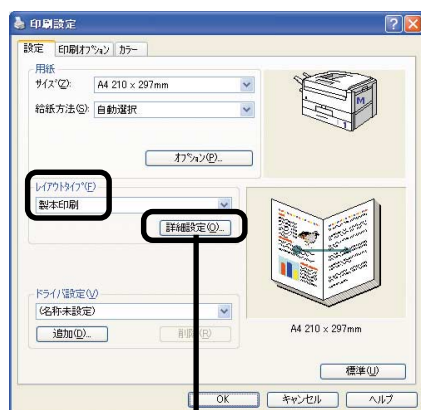 印刷設定
設定 印刷オプション カラー
用紙
サイズ(Z): A4 210 x 297mm
給紙方法(S): 自動選択
オプション(P)...
M
1
レイアウトタイプ(E)
製本印刷
詳細設定(O)...
ドライバ設定(V)
(名称未設定)
追加(D)... 削除(R)
A4 210 x 297mm
標準(U)
OK キャンセル ヘルプ